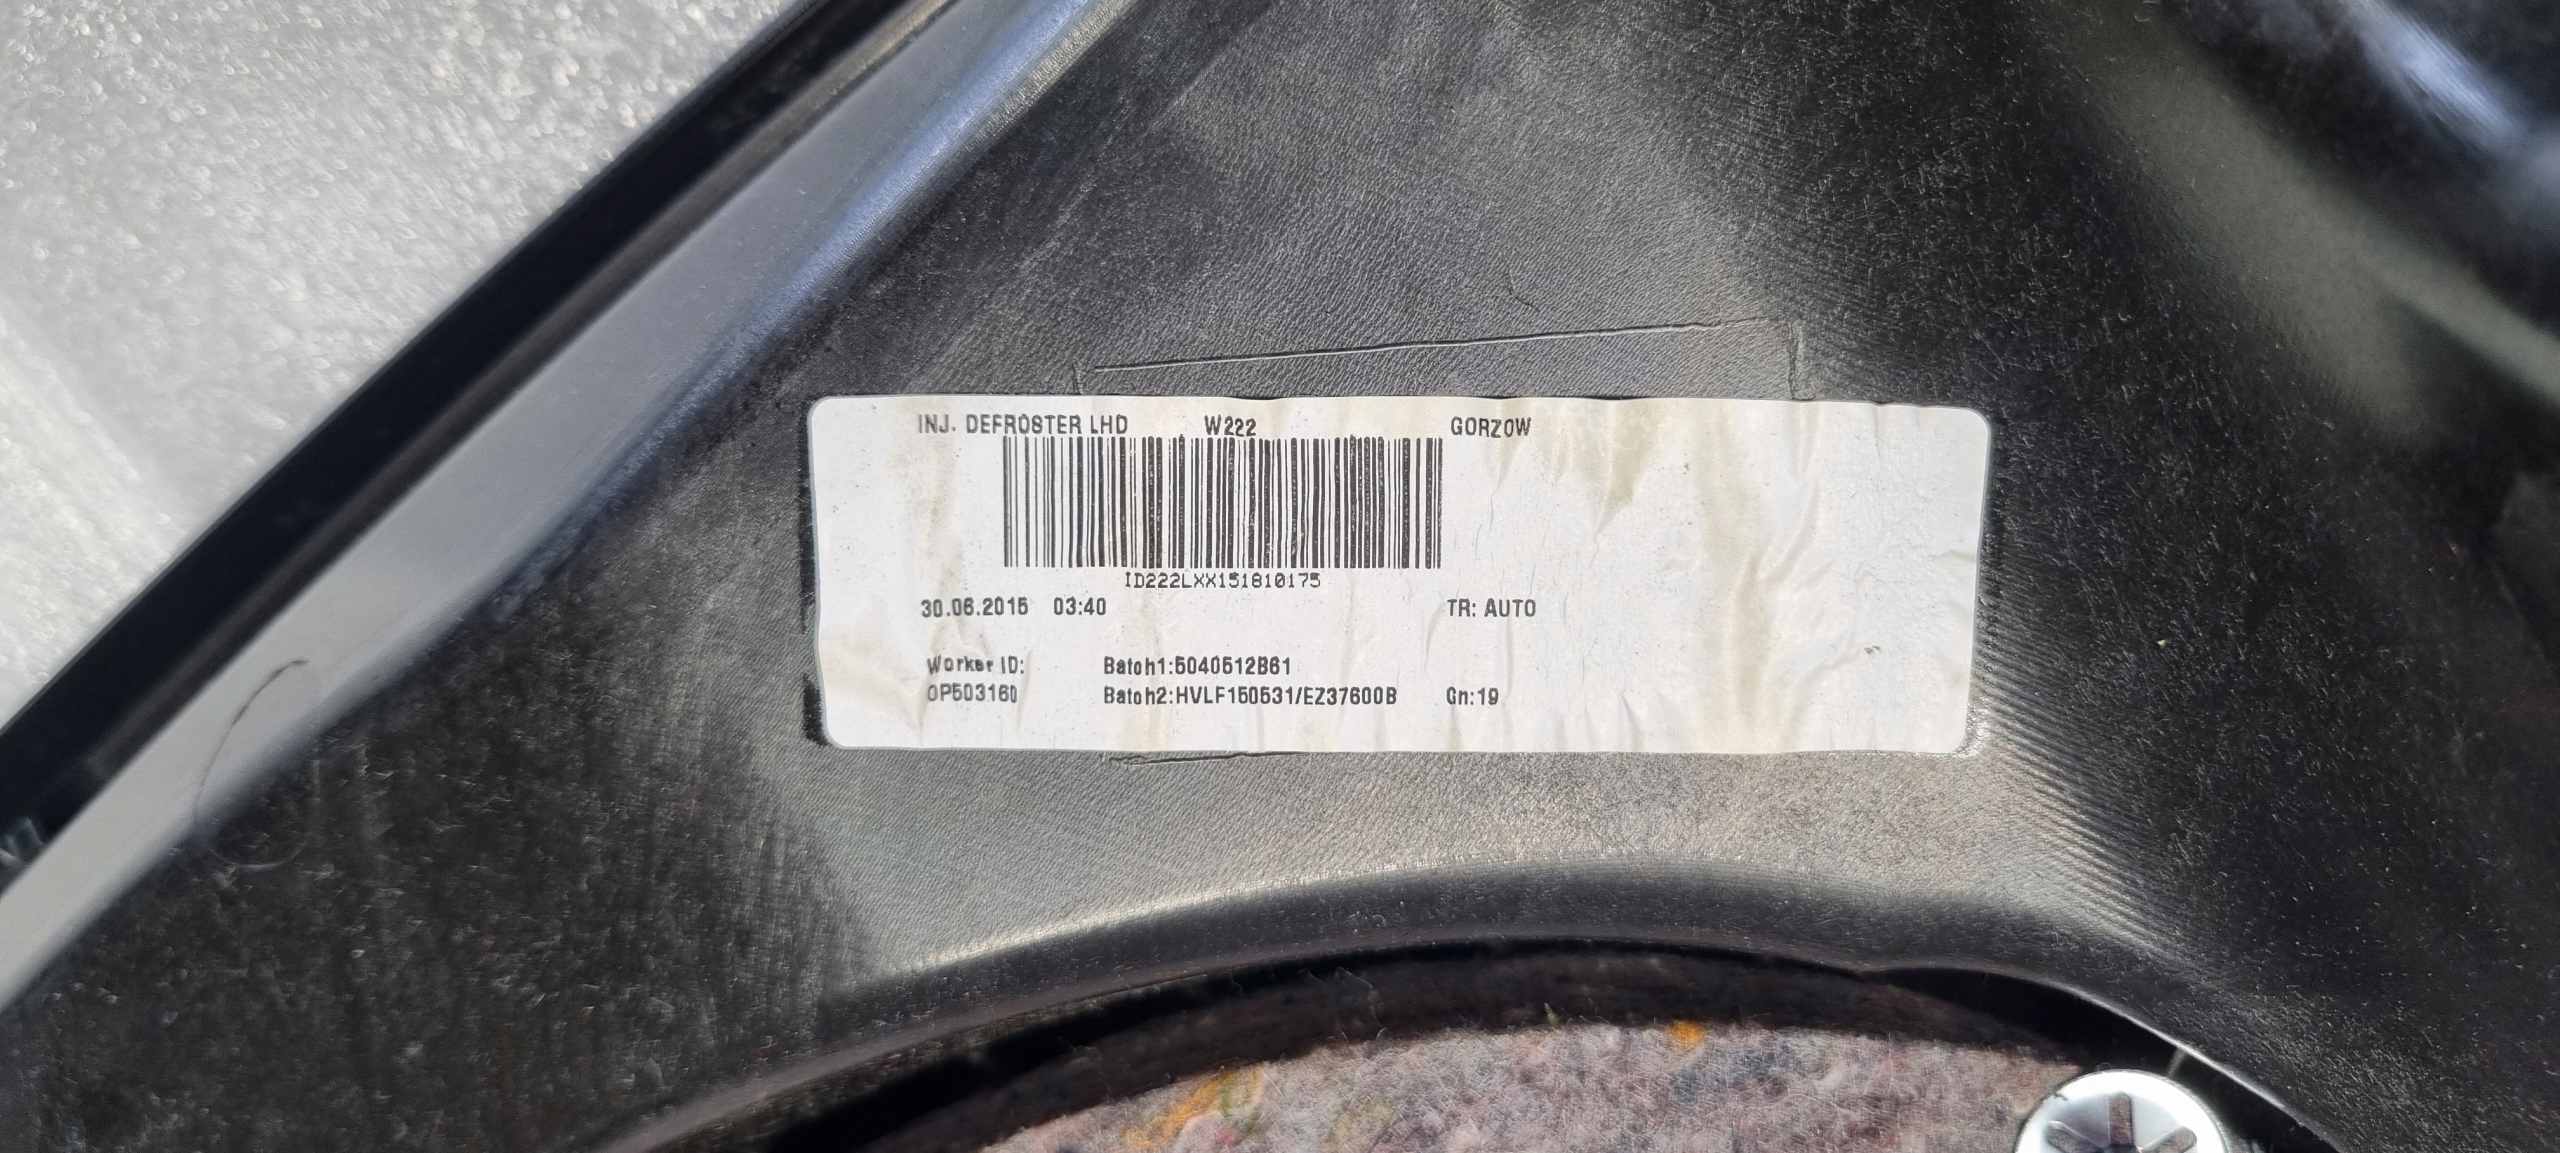 INJ. DEFROSTER LHD W222 GORZOW
ID222LXX151810175
30.06.2015 03:40 TR: AUTO
Worker ID: Batch1:5040512B61
OP503160 Batch2:HVLF150531/EZ37600B Gn:19